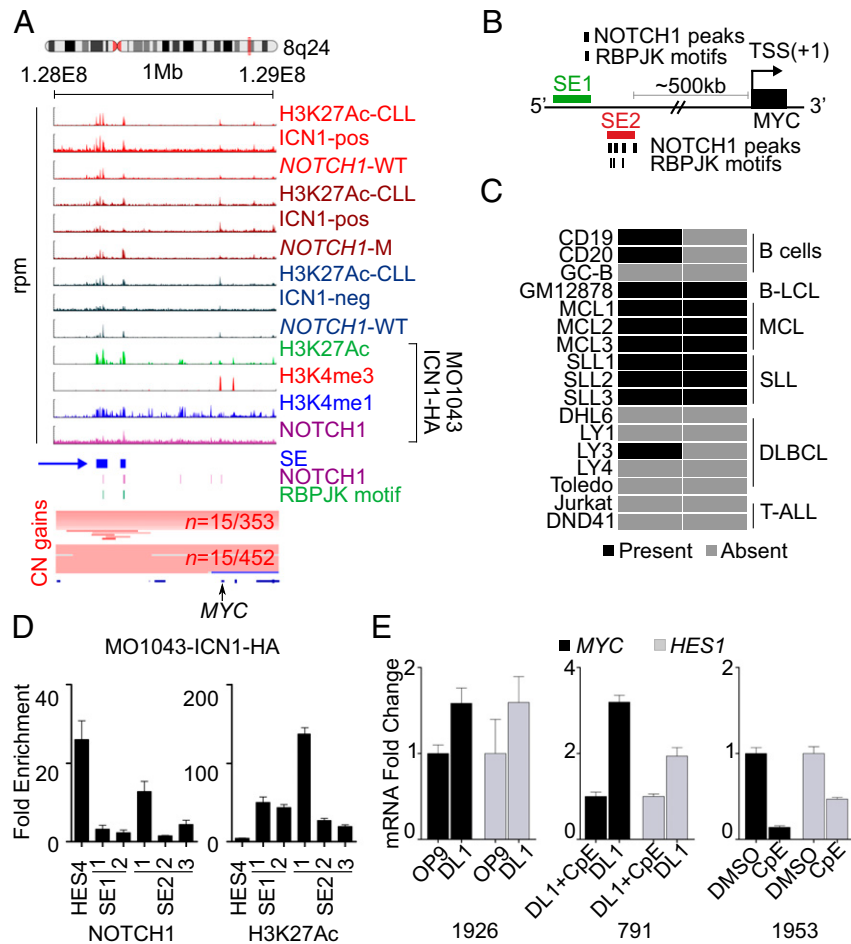 A
8q24
1.28E8
1Mb
1.29E8
rpm
H3K27Ac-CLL
ICN1-pos
NOTCH1-WT
H3K27Ac-CLL
ICN1-pos
NOTCH1-M
H3K27Ac-CLL
ICN1-neg
NOTCH1-WT
H3K27Ac
H3K4me3
H3K4me1
NOTCH1
MO1043
ICN1-HA
SE
NOTCH1
RBPJK motif
CN gains
n=15/353
n=15/452
MYC
B
NOTCH1 peaks
RBPJK motifs
TSS(+1)
SE1
~500kb
5’
3’
SE2
MYC
NOTCH1 peaks
RBPJK motifs
C
CD19
CD20
GC-B
B cells
GM12878
B-LCL
MCL1
MCL2
MCL3
MCL
SLL1
SLL2
SLL3
SLL
DHL6
LY1
LY3
LY4
Toledo
DLBCL
Jurkat
DND41
T-ALL
Present
Absent
D
MO1043-ICN1-HA
Fold Enrichment
40
20
0
HES4
1
2
SE1
1
2
3
SE2
NOTCH1
200
100
0
HES4
1
2
SE1
1
2
3
SE2
H3K27Ac
E
MYC
HES1
mRNA Fold Change
2
1
0
OP9
DL1
OP9
DL1
1926
4
2
0
DL1+CpE
DL1
DL1+CpE
DL1
791
2
1
0
DMSO
CpE
DMSO
CpE
1953